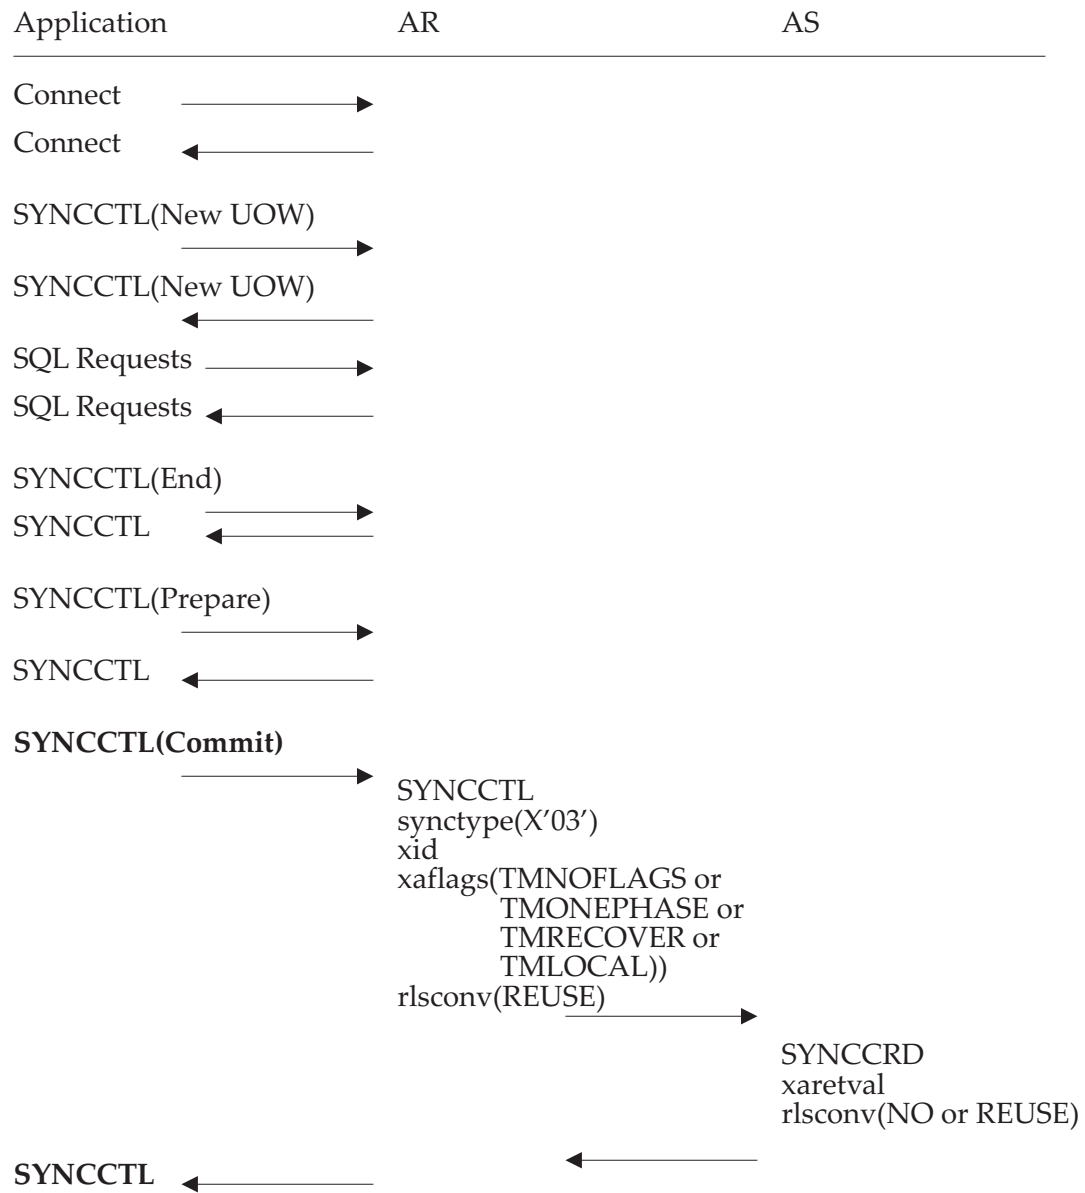 Application AR AS
Connect
Connect
SYNCCTL(New UOW)
SYNCCTL(New UOW)
SQL Requests
SQL Requests
SYNCCTL(End)
SYNCCTL
SYNCCTL(Prepare)
SYNCCTL
SYNCCTL(Commit)
SYNCCTL
synctype(X’03’)
xid
xaflags(TMNOFLAGS or
TMONEPHASE or
TMRECOVER or
TMLOCAL))
rlsconv(REUSE)
SYNCCRD
xaretval
rlsconv(NO or REUSE)
SYNCCTL